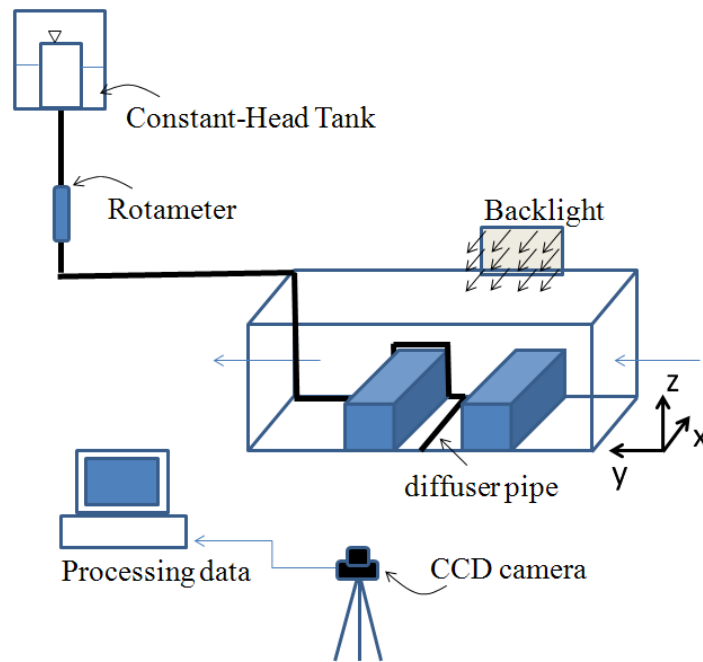 Constant-Head Tank
Rotameter
Backlight
z
x
y
diffuser pipe
Processing data
CCD camera